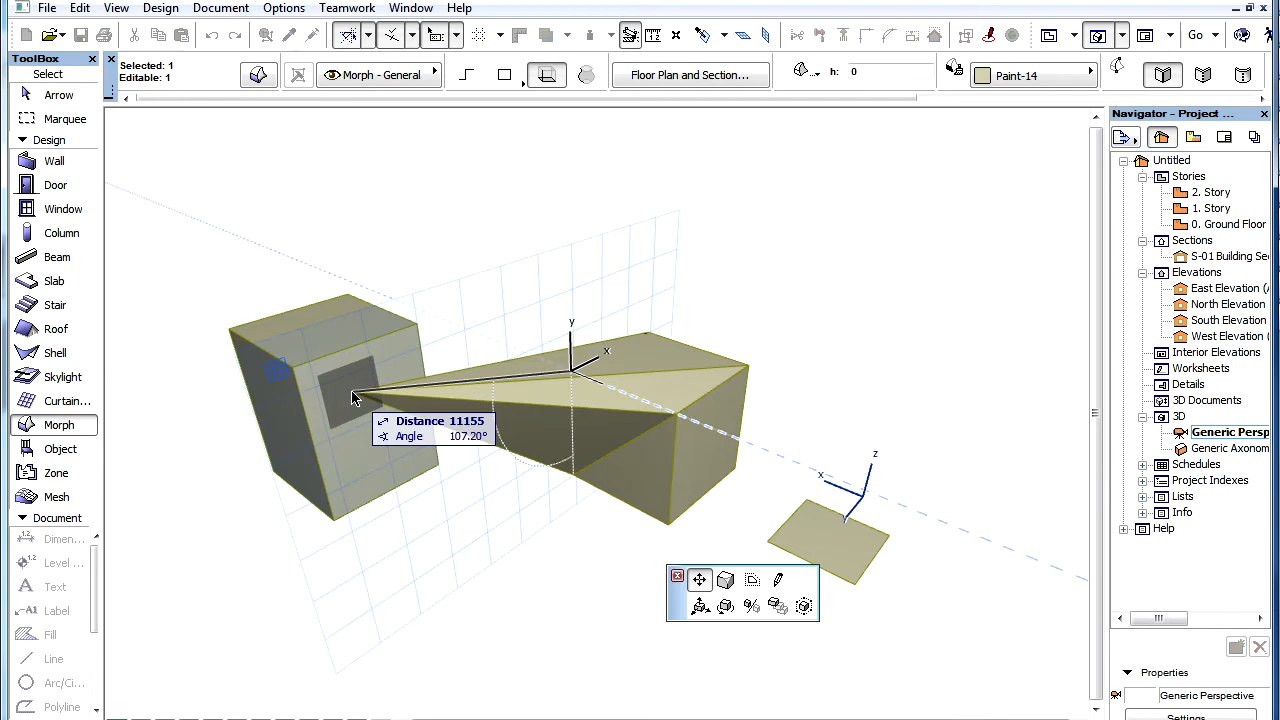 File Edit View Design Document Options Teamwork Window Help
Go
ToolBox
Select
Arrow
Marquee
Design
Wall
Door
Window
Column
Beam
Slab
Stair
Roof
Shell
Skylight
Curtain...
Morph
Object
Zone
Mesh
Document
Dimen...
Level ...
Text
Label
Fill
Line
Arc/Ci...
Polyline
Selected: 1
Editable: 1
Morph - General
Floor Plan and Section...
h: 0
Paint-14
y
x
Distance 11155
Angle 107.20°
z
x
y
Navigator - Project ...
Untitled
Stories
2. Story
1. Story
0. Ground Floor
Sections
S-01 Building Se
Elevations
East Elevation (
North Elevation
South Elevation
West Elevation (
Interior Elevations
Worksheets
Details
3D Documents
3D
Generic Persp
Generic Axonom
Schedules
Project Indexes
Lists
Info
Help
Properties
Generic Perspective
Settings